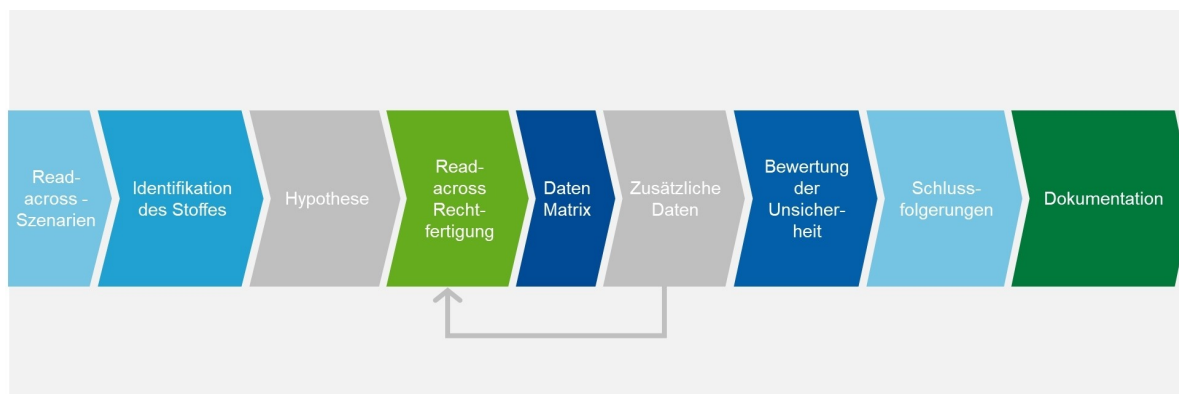 Read-
across -
Szenarien
Identifikation
des Stoffes
Hypothese
Read-
across
Recht-
fertigung
Daten
Matrix
Zusätzliche
Daten
Bewertung
der
Unsicher-
heit
Schluss-
folgerungen
Dokumentation